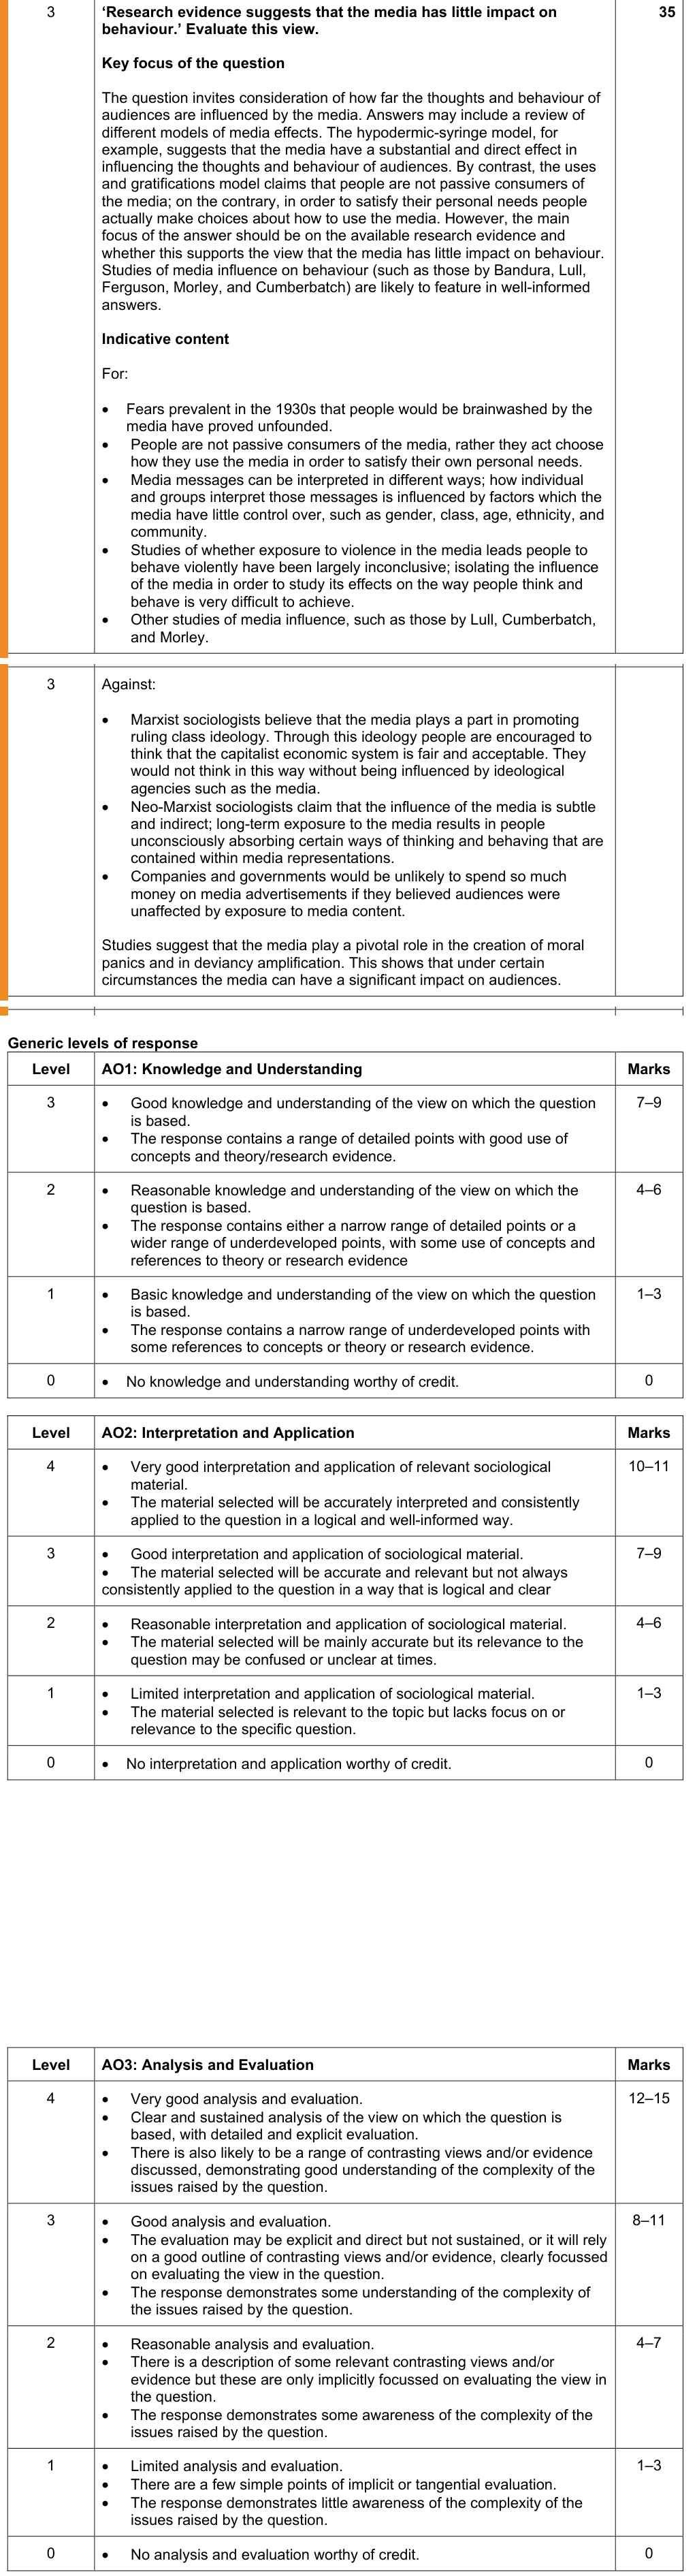 3 ‘Research evidence suggests that the media has little impact on 35
behaviour.’ Evaluate this view.
Key focus of the question
The question invites consideration of how far the thoughts and behaviour of
audiences are influenced by the media. Answers may include a review of
different models of media effects. The hypodermic-syringe model, for
example, suggests that the media have a substantial and direct effect in
influencing the thoughts and behaviour of audiences. By contrast, the uses
and gratifications model claims that people are not passive consumers of
the media; on the contrary, in order to satisfy their personal needs people
actually make choices about how to use the media. However, the main
focus of the answer should be on the available research evidence and
whether this supports the view that the media has little impact on behaviour.
Studies of media influence on behaviour (such as those by Bandura, Lull,
Ferguson, Morley, and Cumberbatch) are likely to feature in well-informed
answers.
Indicative content
For:
• Fears prevalent in the 1930s that people would be brainwashed by the
media have proved unfounded.
• People are not passive consumers of the media, rather they act choose
how they use the media in order to satisfy their own personal needs.
• Media messages can be interpreted in different ways; how individual
and groups interpret those messages is influenced by factors which the
media have little control over, such as gender, class, age, ethnicity, and
community.
• Studies of whether exposure to violence in the media leads people to
behave violently have been largely inconclusive; isolating the influence
of the media in order to study its effects on the way people think and
behave is very difficult to achieve.
• Other studies of media influence, such as those by Lull, Cumberbatch,
and Morley.
3 Against:
• Marxist sociologists believe that the media plays a part in promoting
ruling class ideology. Through this ideology people are encouraged to
think that the capitalist economic system is fair and acceptable. They
would not think in this way without being influenced by ideological
agencies such as the media.
• Neo-Marxist sociologists claim that the influence of the media is subtle
and indirect; long-term exposure to the media results in people
unconsciously absorbing certain ways of thinking and behaving that are
contained within media representations.
• Companies and governments would be unlikely to spend so much
money on media advertisements if they believed audiences were
unaffected by exposure to media content.
Studies suggest that the media play a pivotal role in the creation of moral
panics and in deviancy amplification. This shows that under certain
circumstances the media can have a significant impact on audiences.
Generic levels of response
Level AO1: Knowledge and Understanding Marks
3 • Good knowledge and understanding of the view on which the question 7–9
is based.
• The response contains a range of detailed points with good use of
concepts and theory/research evidence.
2 • Reasonable knowledge and understanding of the view on which the 4–6
question is based.
• The response contains either a narrow range of detailed points or a
wider range of underdeveloped points, with some use of concepts and
references to theory or research evidence
1 • Basic knowledge and understanding of the view on which the question 1–3
is based.
• The response contains a narrow range of underdeveloped points with
some references to concepts or theory or research evidence.
0 • No knowledge and understanding worthy of credit. 0
Level AO2: Interpretation and Application Marks
4 • Very good interpretation and application of relevant sociological 10–11
material.
• The material selected will be accurately interpreted and consistently
applied to the question in a logical and well-informed way.
3 • Good interpretation and application of sociological material. 7–9
• The material selected will be accurate and relevant but not always
consistently applied to the question in a way that is logical and clear
2 • Reasonable interpretation and application of sociological material. 4–6
• The material selected will be mainly accurate but its relevance to the
question may be confused or unclear at times.
1 • Limited interpretation and application of sociological material. 1–3
• The material selected is relevant to the topic but lacks focus on or
relevance to the specific question.
0 • No interpretation and application worthy of credit. 0
Level AO3: Analysis and Evaluation Marks
4 • Very good analysis and evaluation. 12–15
• Clear and sustained analysis of the view on which the question is
based, with detailed and explicit evaluation.
• There is also likely to be a range of contrasting views and/or evidence
discussed, demonstrating good understanding of the complexity of the
issues raised by the question.
3 • Good analysis and evaluation. 8–11
• The evaluation may be explicit and direct but not sustained, or it will rely
on a good outline of contrasting views and/or evidence, clearly focussed
on evaluating the view in the question.
• The response demonstrates some understanding of the complexity of
the issues raised by the question.
2 • Reasonable analysis and evaluation. 4–7
• There is a description of some relevant contrasting views and/or
evidence but these are only implicitly focussed on evaluating the view in
the question.
• The response demonstrates some awareness of the complexity of the
issues raised by the question.
1 • Limited analysis and evaluation. 1–3
• There are a few simple points of implicit or tangential evaluation.
• The response demonstrates little awareness of the complexity of the
issues raised by the question.
0 • No analysis and evaluation worthy of credit. 0